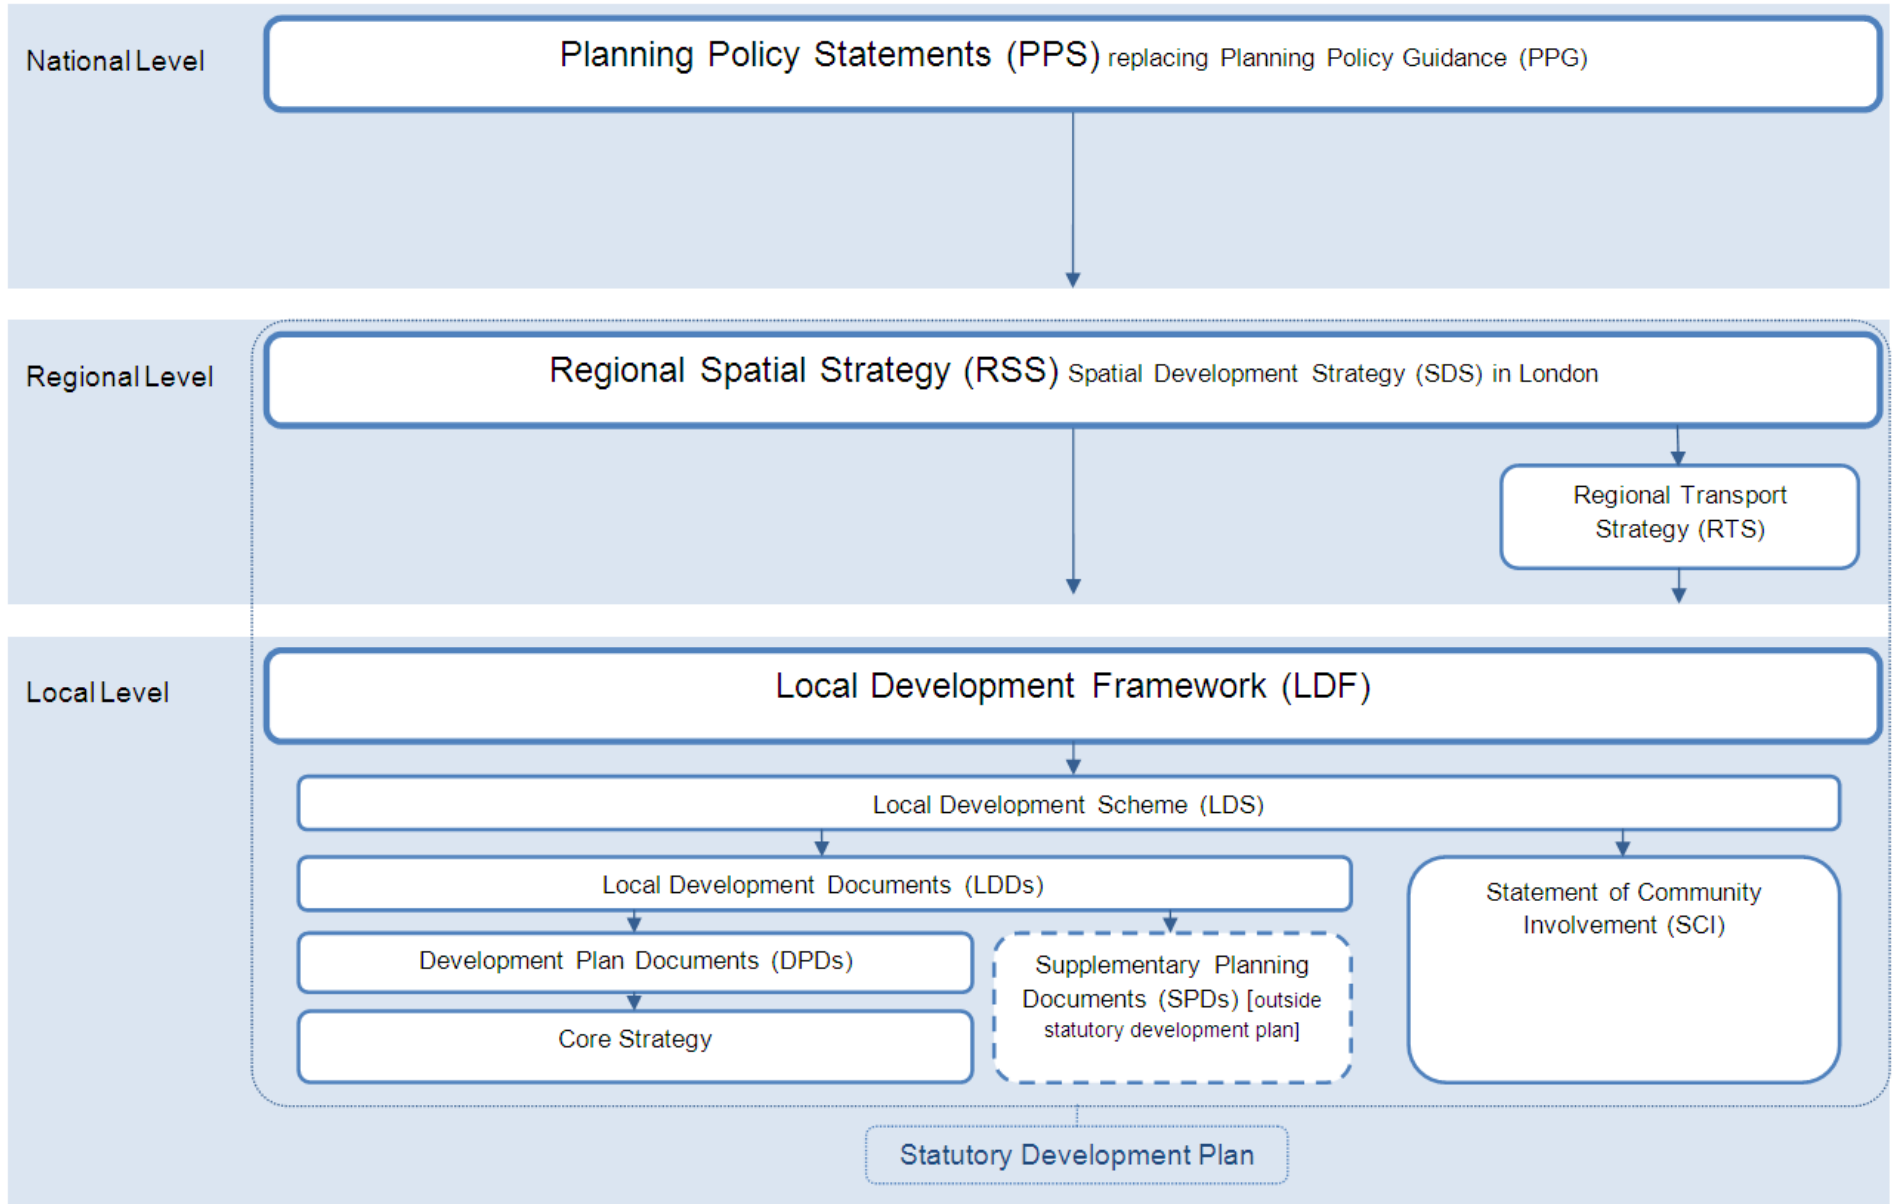 National Level
Planning Policy Statements (PPS) replacing Planning Policy Guidance (PPG)
Regional Level
Regional Spatial Strategy (RSS) Spatial Development Strategy (SDS) in London
Regional Transport
Strategy (RTS)
Local Level
Local Development Framework (LDF)
Local Development Scheme (LDS)
Local Development Documents (LDDs)
Statement of Community
Involvement (SCI)
Development Plan Documents (DPDs)
Supplementary Planning
Documents (SPDs) [outside
statutory development plan]
Core Strategy
Statutory Development Plan